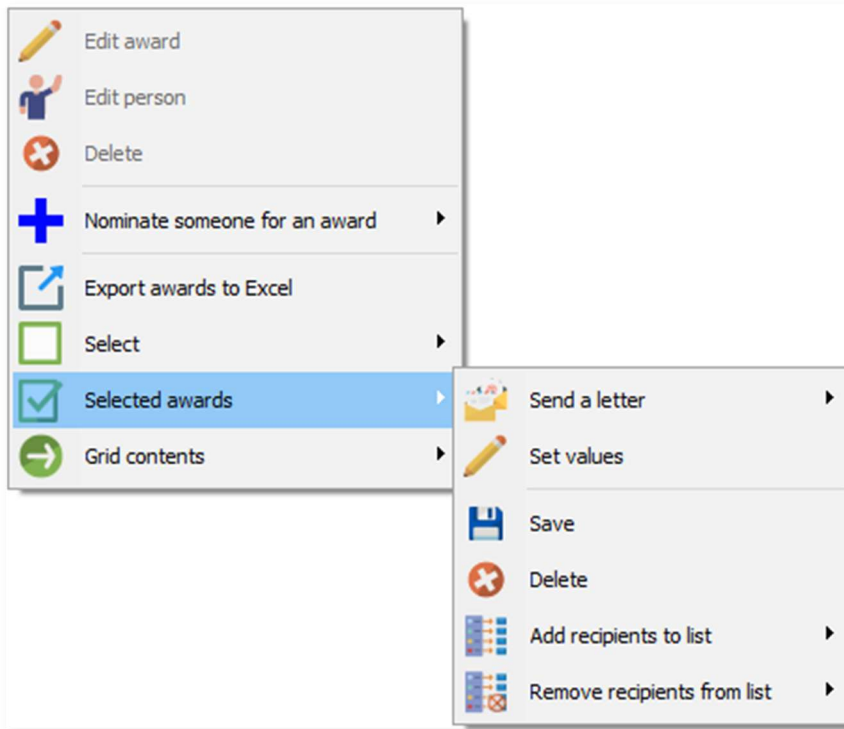 Edit award
Edit person
Delete
Nominate someone for an award
Export awards to Excel
Select
Selected awards
Grid contents
Send a letter
Set values
Save
Delete
Add recipients to list
Remove recipients from list